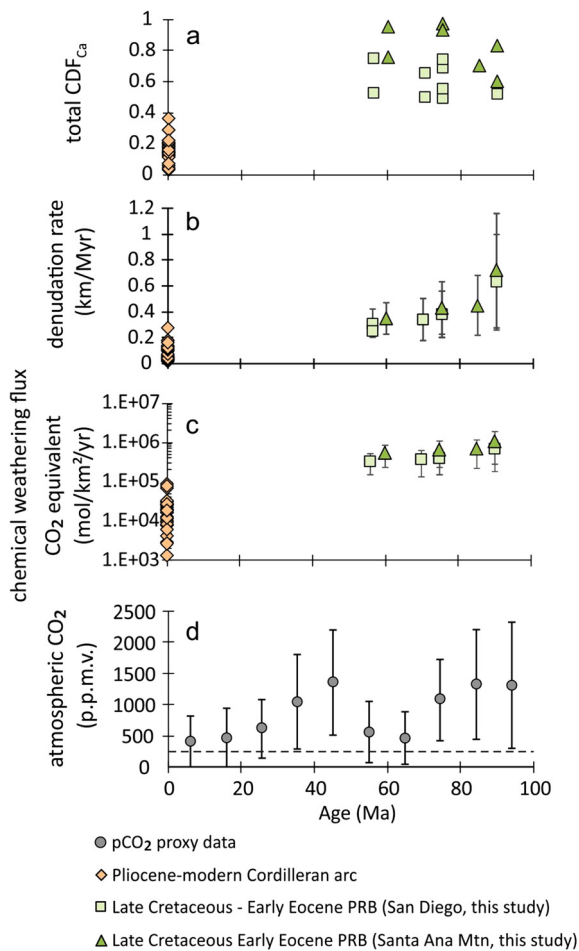 a
total CDFCa
1
0.8
0.6
0.4
0.2
0
b
denudation rate
(km/Myr)
1.2
1
0.8
0.6
0.4
0.2
0
c
chemical weathering flux
CO₂ equivalent
(mol/km²/yr)
1.E+07
1.E+06
1.E+05
1.E+04
1.E+03
d
atmospheric CO₂
(p.p.m.v.)
2500
2000
1500
1000
500
0
0 20 40 60 80 100
Age (Ma)
pCO₂ proxy data
Pliocene-modern Cordilleran arc
Late Cretaceous - Early Eocene PRB (San Diego, this study)
Late Cretaceous Early Eocene PRB (Santa Ana Mtn, this study)